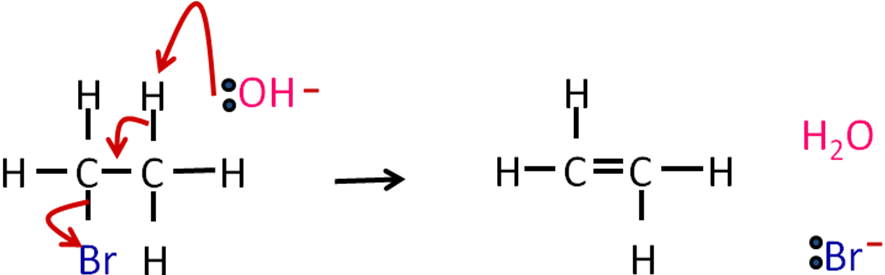 H H :OH−
H C C H
Br H
H
H C C H
H
H₂O
:Br−